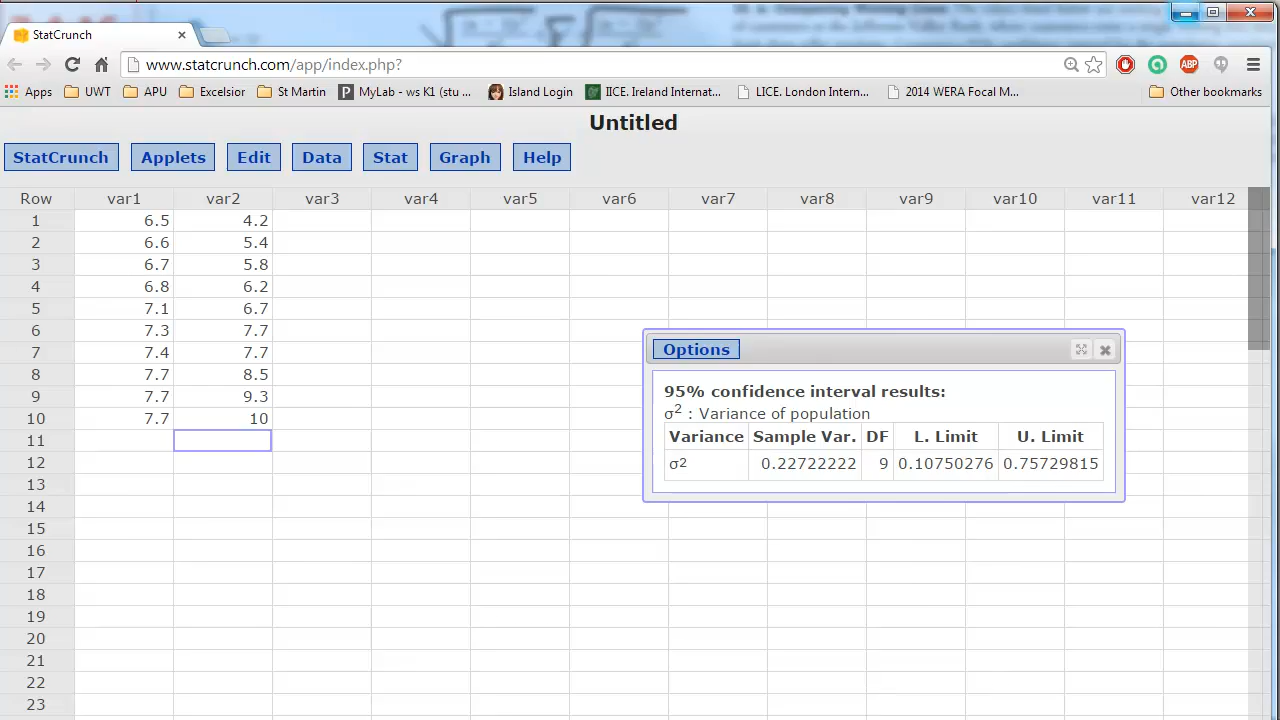 StatCrunch
www.statcrunch.com/app/index.php?
Apps UWT APU Excelsior St Martin MyLab - ws K1 (stu ... Island Login IICE. Ireland Internat... LICE. London Intern... 2014 WERA Focal M... Other bookmarks
Untitled
StatCrunch Applets Edit Data Stat Graph Help
Row var1 var2 var3 var4 var5 var6 var7 var8 var9 var10 var11 var12
1 6.5 4.2
2 6.6 5.4
3 6.7 5.8
4 6.8 6.2
5 7.1 6.7
6 7.3 7.7
7 7.4 7.7
8 7.7 8.5
9 7.7 9.3
10 7.7 10
11
12
13
14
15
16
17
18
19
20
21
22
23
Options
95% confidence interval results:
σ² : Variance of population
Variance Sample Var. DF L. Limit U. Limit
σ² 0.22722222 9 0.10750276 0.75729815